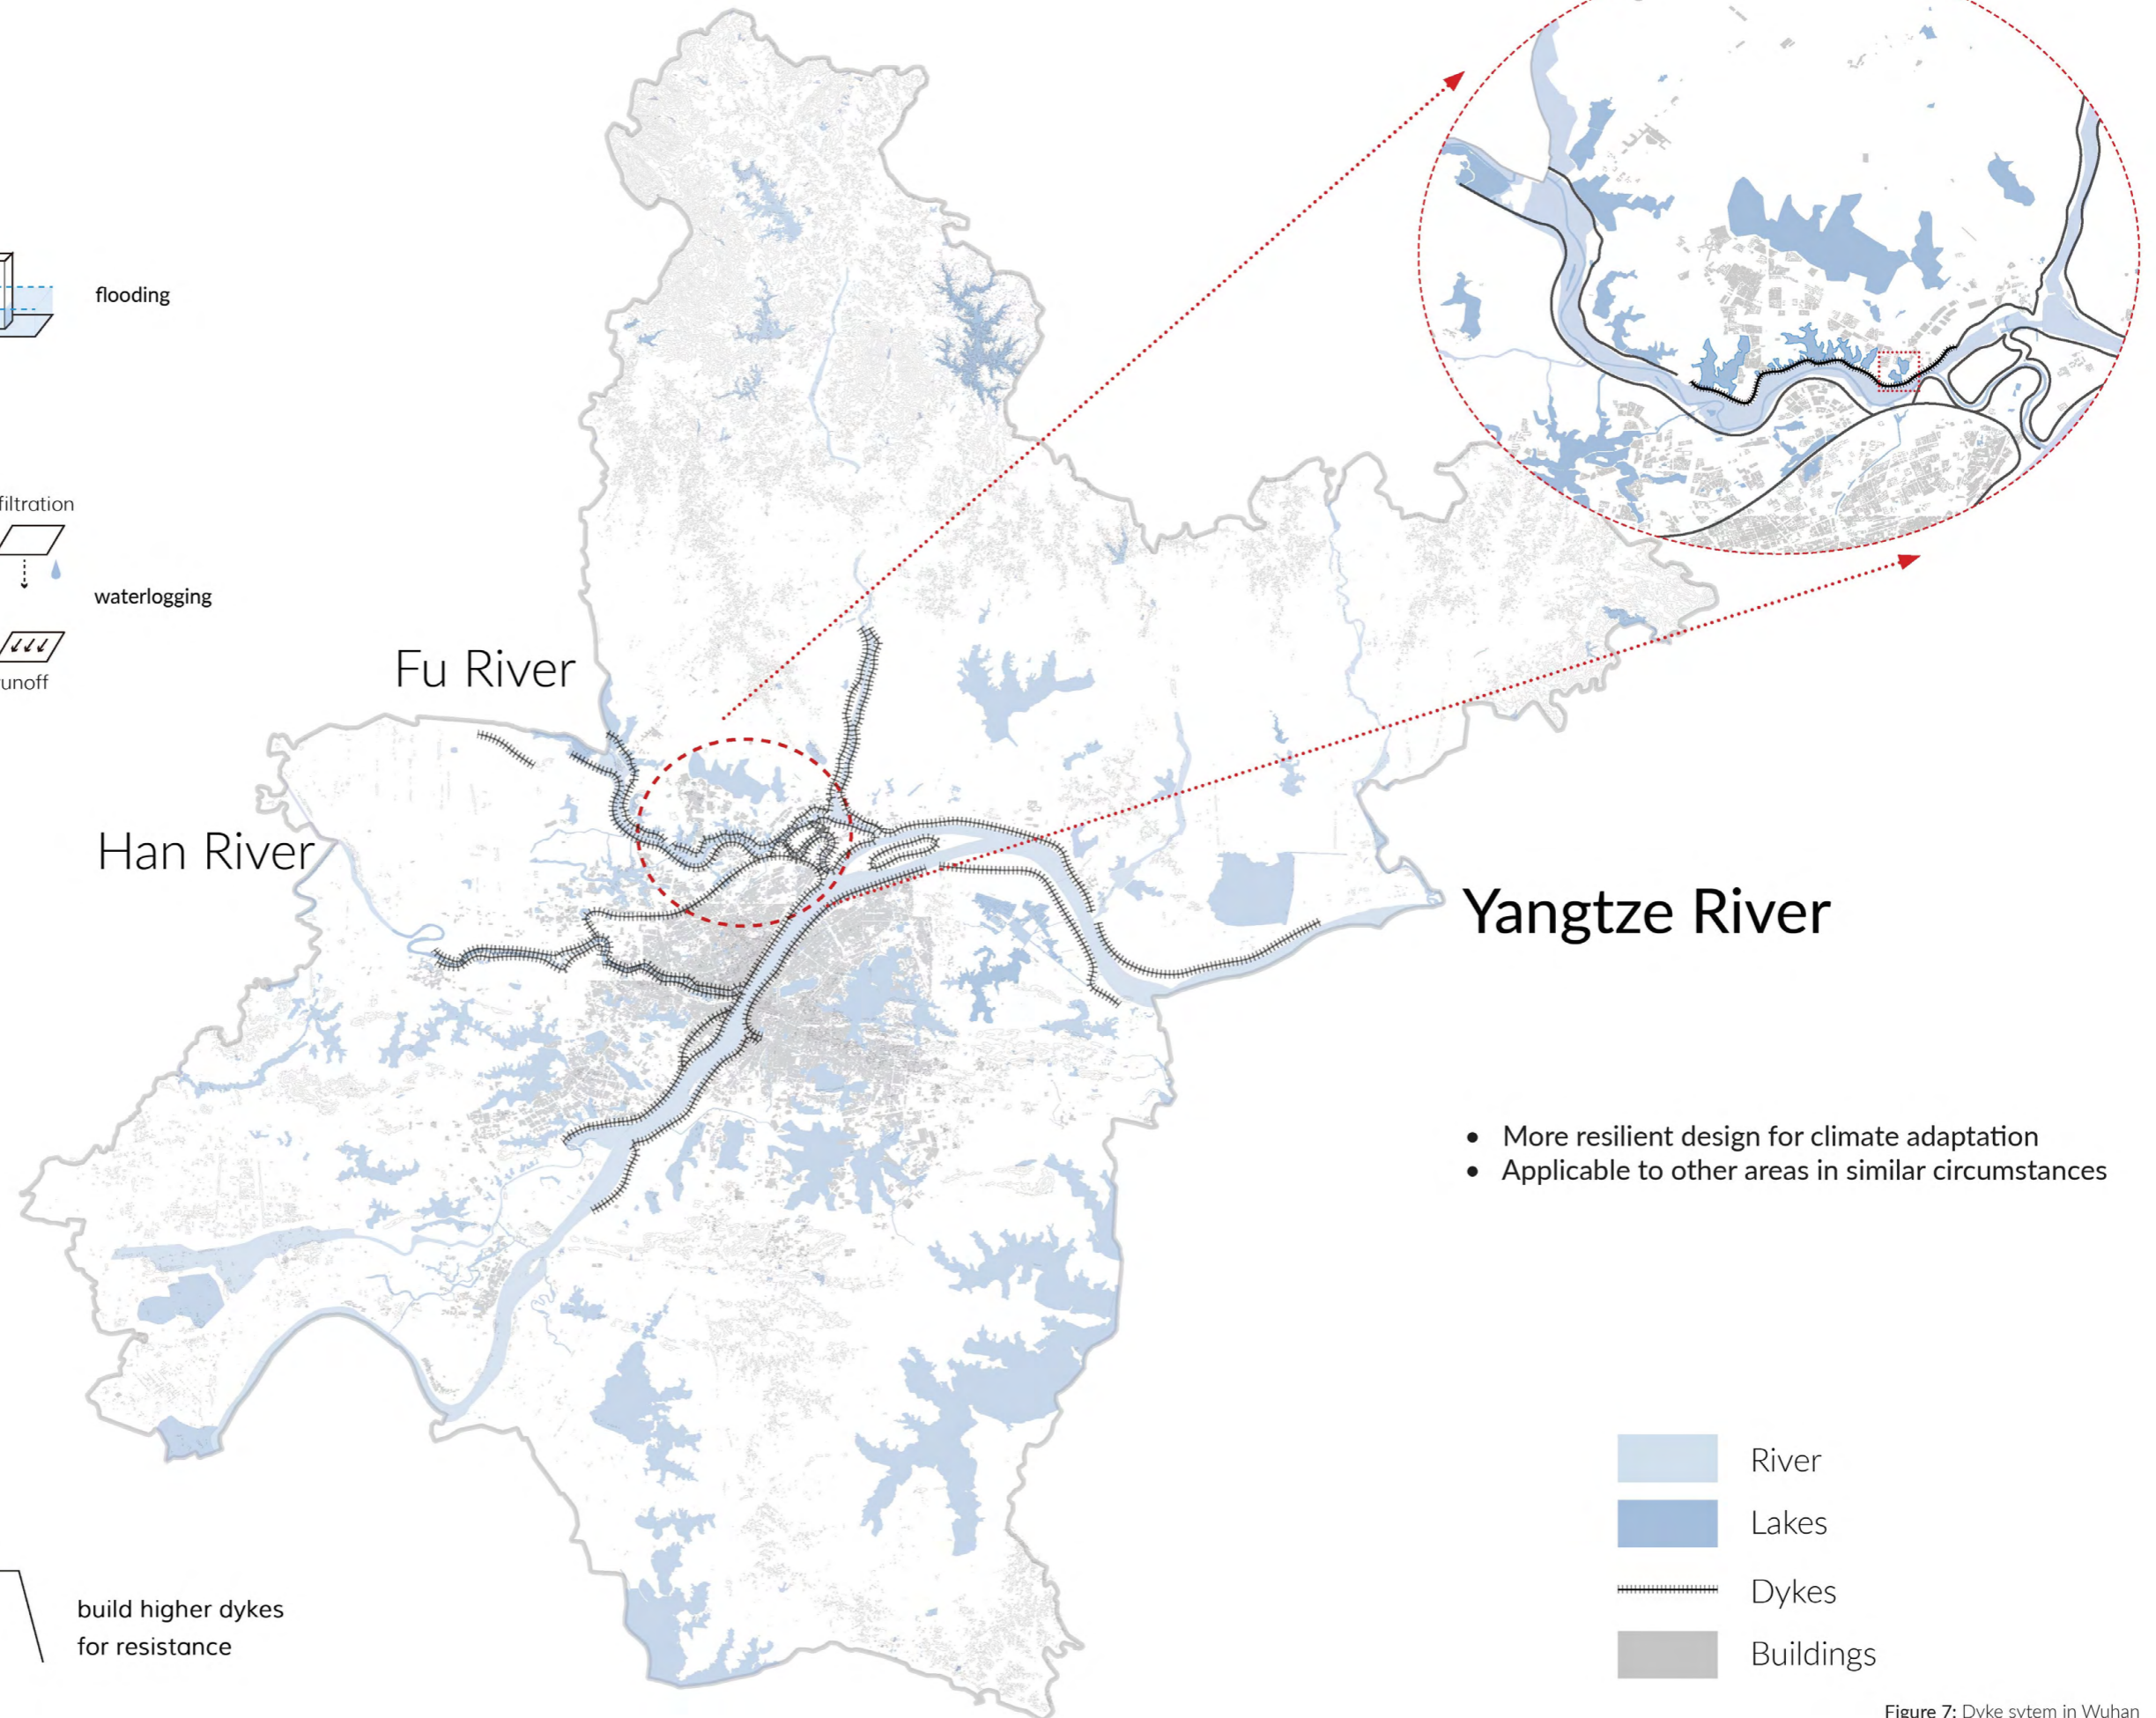 flooding
filtration
waterlogging
unoff
Fu River
Han River
Yangtze River
• More resilient design for climate adaptation
• Applicable to other areas in similar circumstances
River
Lakes
Dykes
Buildings
build higher dykes
for resistance
Figure 7: Dyke sytem in Wuhan